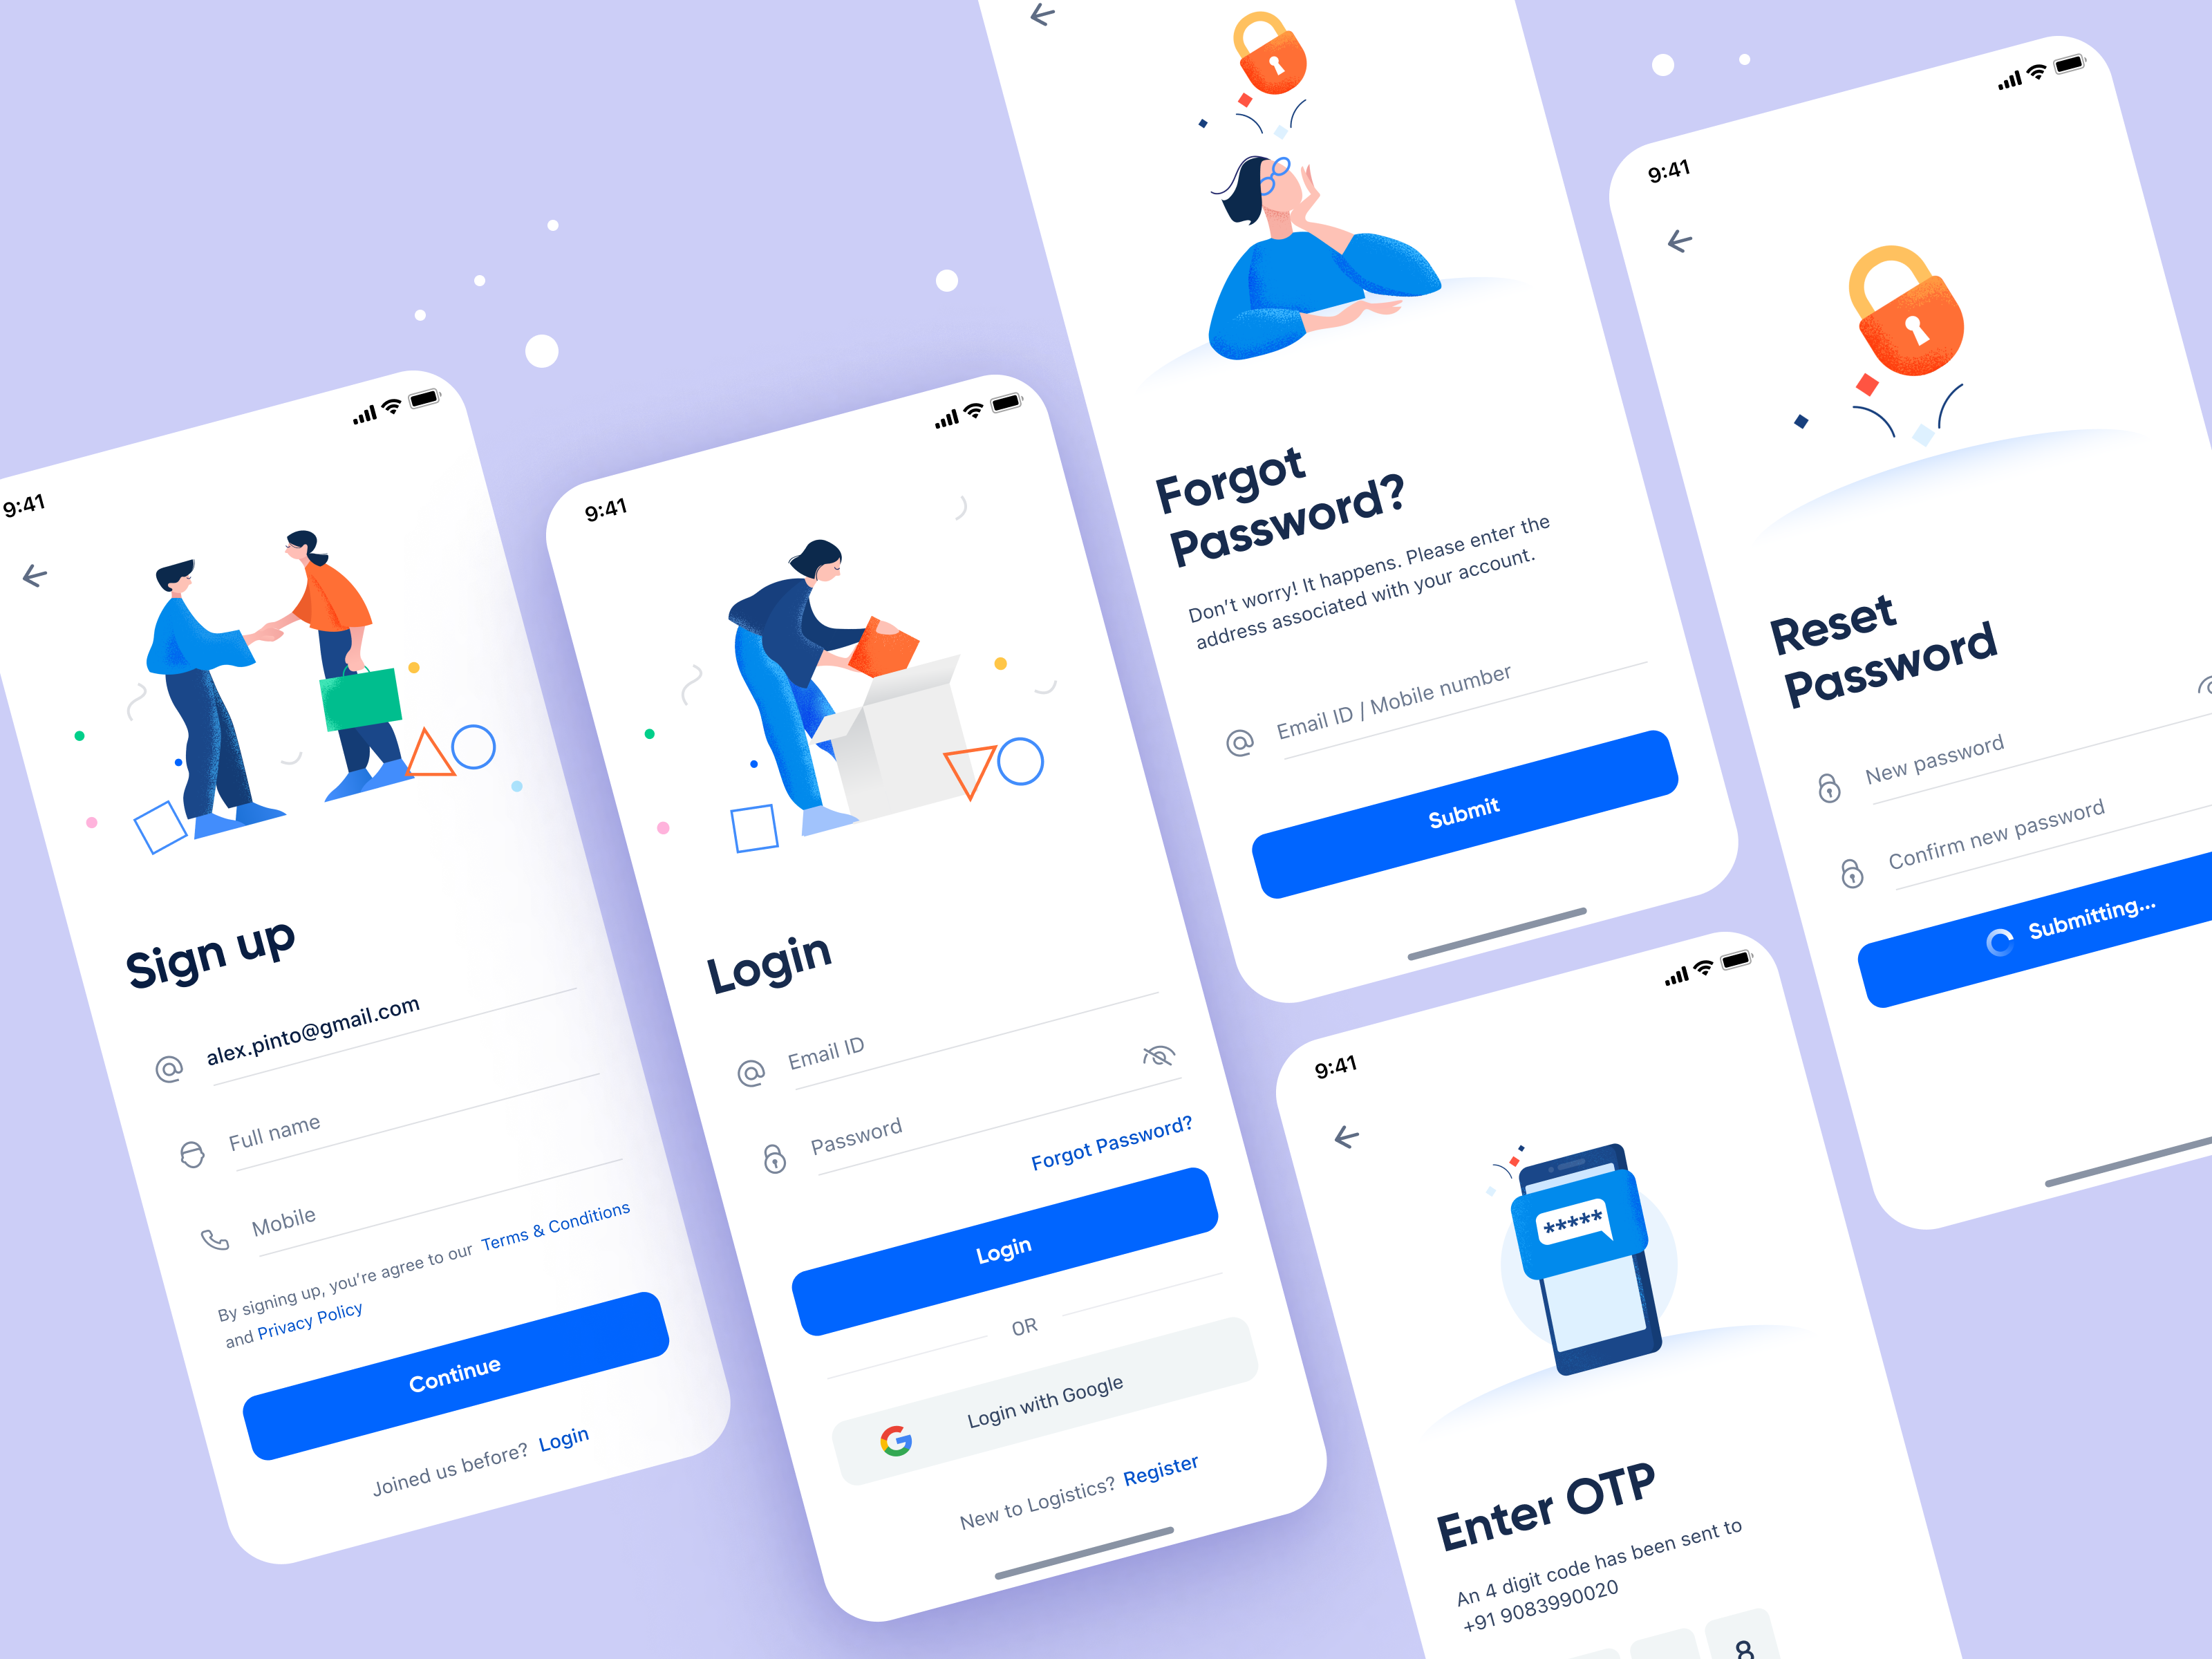 9:41
Sign up
alex.pinto@gmail.com
Full name
Mobile
By signing up, you're agree to our Terms & Conditions
and Privacy Policy
Continue
Joined us before? Login
9:41
Login
Email ID
Password
Forgot Password?
Login
OR
Login with Google
New to Logistics? Register
Forgot
Password?
Don't worry! It happens. Please enter the
address associated with your account.
Email ID / Mobile number
Submit
9:41
*****
Enter OTP
An 4 digit code has been sent to
+91 9083990020
8
9:41
Reset
Password
New password
Confirm new password
Submitting...